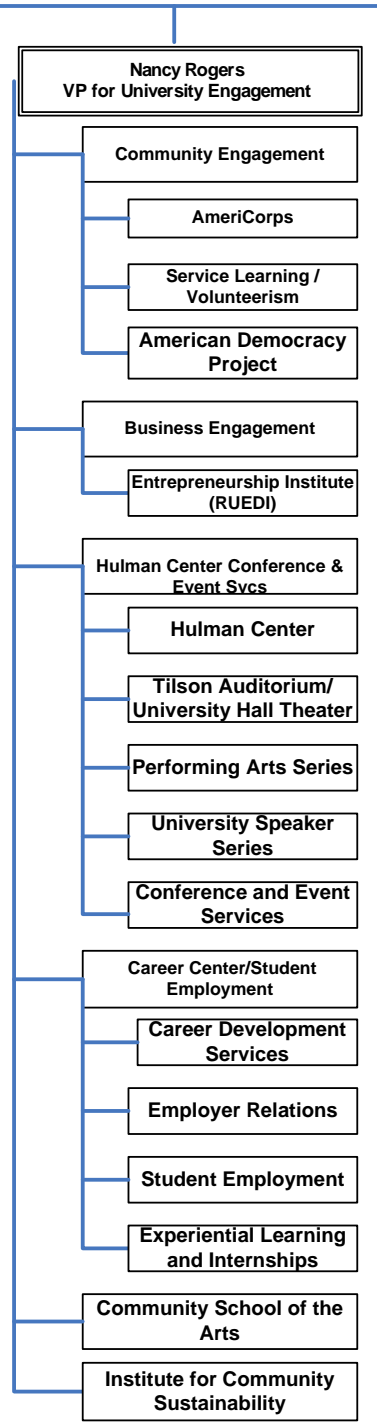 Nancy Rogers
VP for University Engagement
Community Engagement
AmeriCorps
Service Learning /
Volunteerism
American Democracy
Project
Business Engagement
Entrepreneurship Institute
(RUEDI)
Hulman Center Conference &
Event Svcs
Hulman Center
Tilson Auditorium/
University Hall Theater
Performing Arts Series
University Speaker
Series
Conference and Event
Services
Career Center/Student
Employment
Career Development
Services
Employer Relations
Student Employment
Experiential Learning
and Internships
Community School of the
Arts
Institute for Community
Sustainability